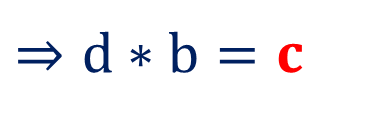 ⇒ d ∗ b = c